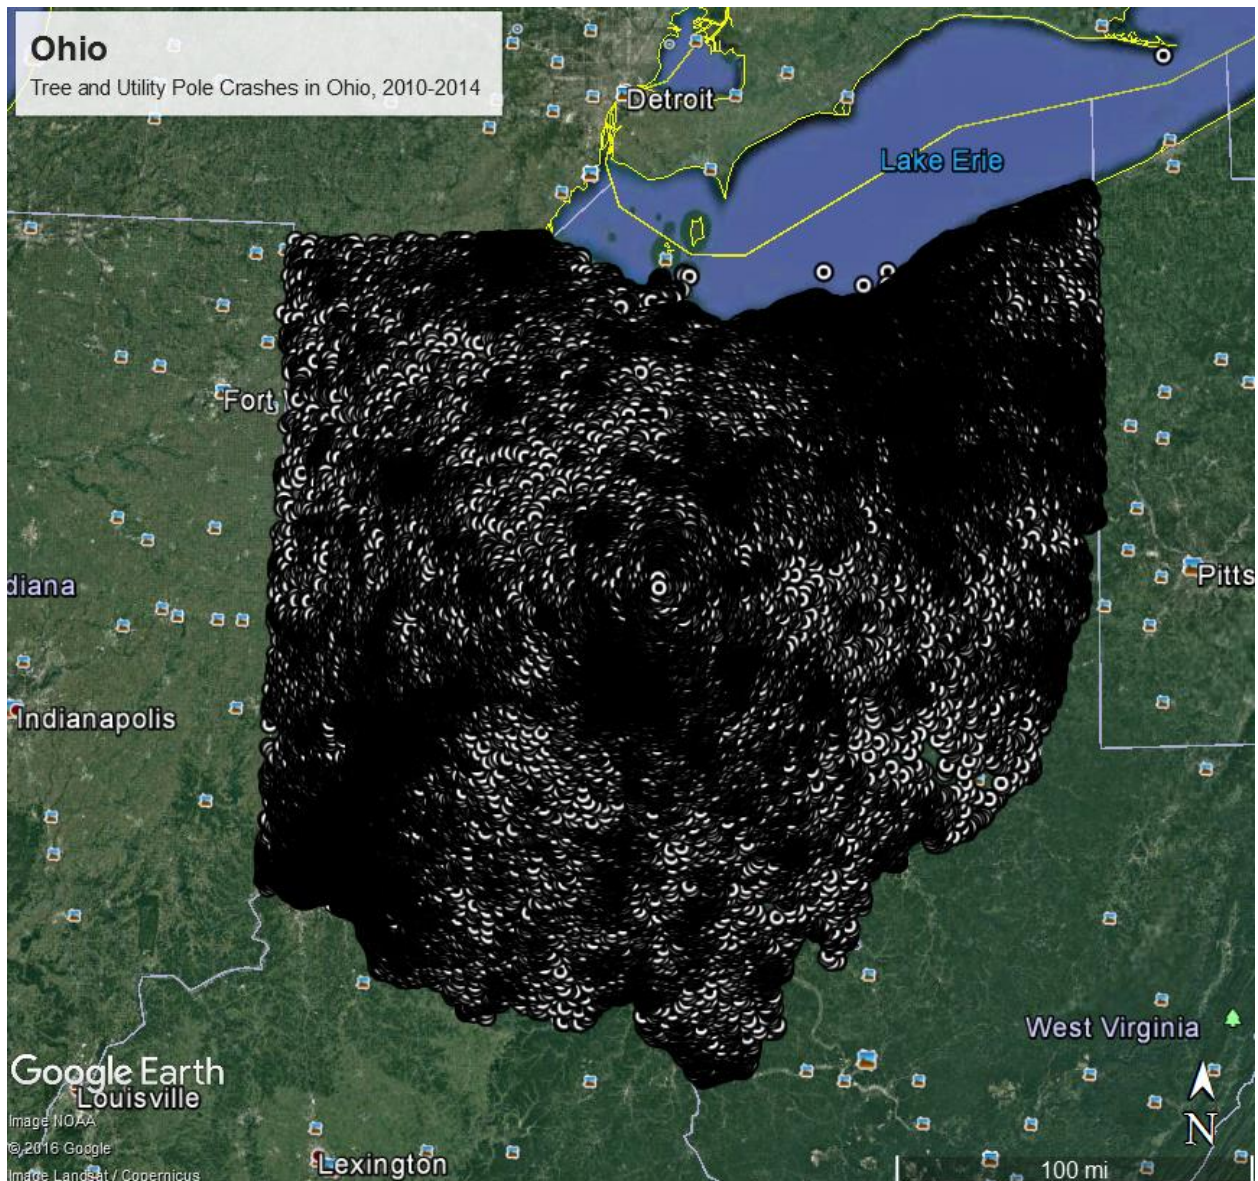 Ohio
Tree and Utility Pole Crashes in Ohio, 2010-2014
Detroit
Lake Erie
Fort
diana
Pitts
Indianapolis
West Virginia
Google Earth
Louisville
N
Image NOAA
© 2016 Google
Image Landsat / Copernicus
Lexington
100 mi